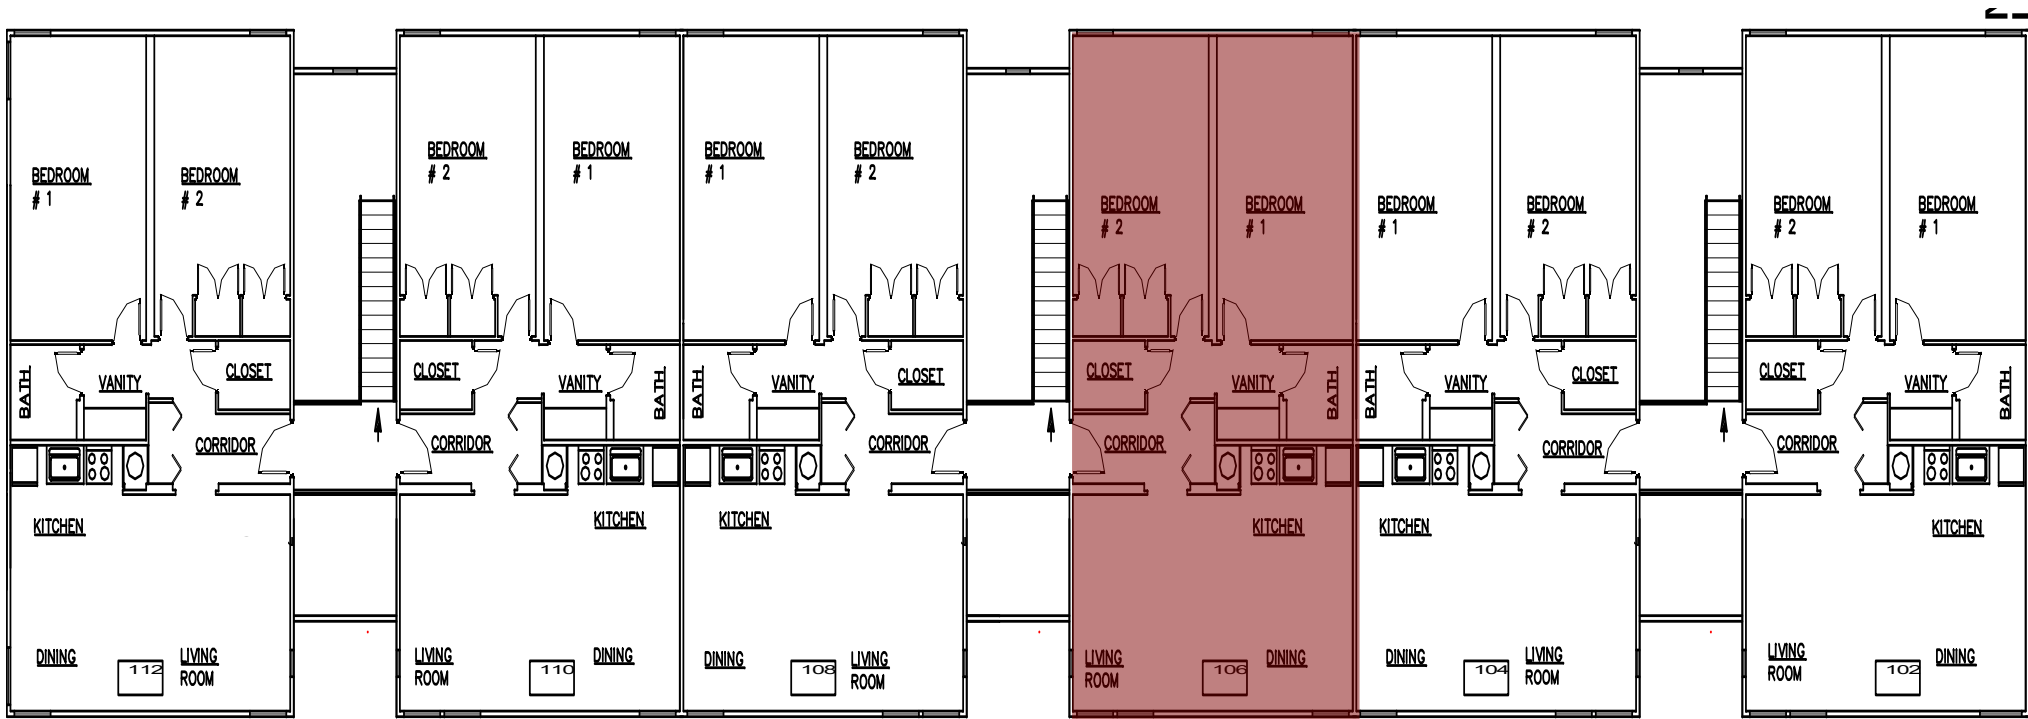 BEDROOM
# 1
BEDROOM
# 2
BATH
VANITY
CLOSET
CORRIDOR
KITCHEN
DINING
112
LIVING
ROOM
BEDROOM
# 2
BEDROOM
# 1
CLOSET
VANITY
BATH
CORRIDOR
KITCHEN
LIVING
ROOM
110
DINING
BEDROOM
# 1
BEDROOM
# 2
BATH
VANITY
CLOSET
CORRIDOR
KITCHEN
DINING
108
LIVING
ROOM
BEDROOM
# 2
BEDROOM
# 1
CLOSET
VANITY
BATH
CORRIDOR
KITCHEN
LIVING
ROOM
106
DINING
BEDROOM
# 1
BEDROOM
# 2
BATH
VANITY
CLOSET
CORRIDOR
KITCHEN
DINING
104
LIVING
ROOM
BEDROOM
# 2
BEDROOM
# 1
CLOSET
VANITY
BATH
CORRIDOR
KITCHEN
LIVING
ROOM
102
DINING